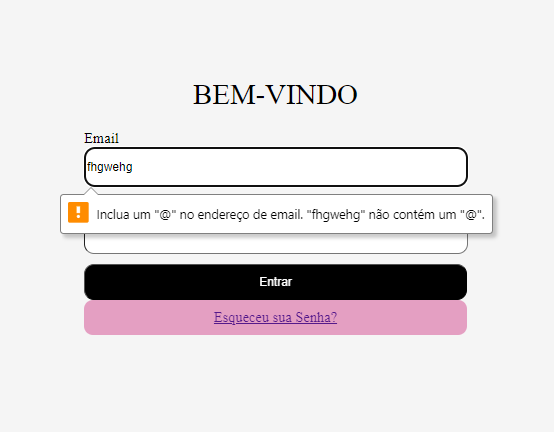 BEM-VINDO
Email
fhgwehg
Inclua um "@" no endereço de email. "fhgwehg" não contém um "@".
Entrar
Esqueceu sua Senha?